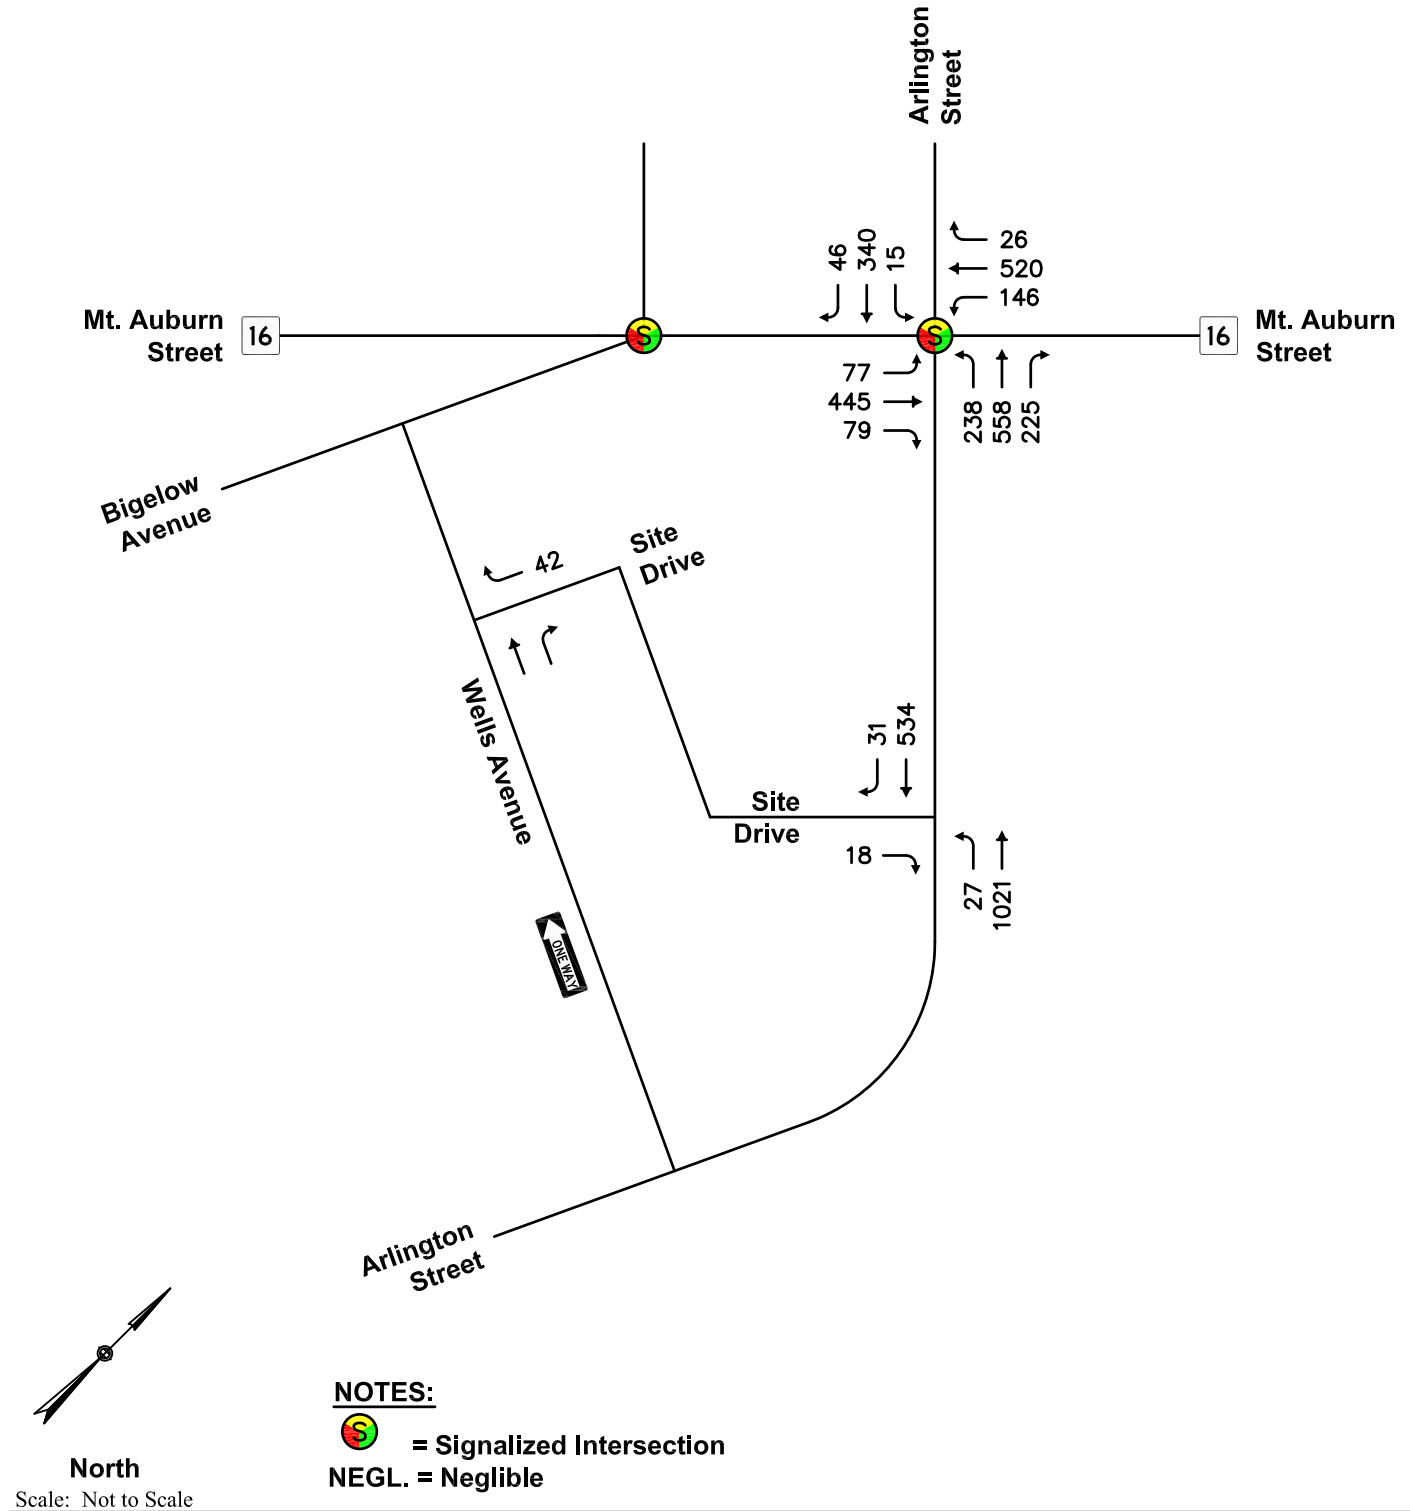 Arlington
Street
26
520
146
46
340
15
Mt. Auburn
Street
16
S
S
16
Mt. Auburn
Street
77
445
79
238
558
225
Bigelow
Avenue
42
Site
Drive
Wells Avenue
31
534
Site
Drive
18
27
1021
ONE WAY
Arlington
Street
NOTES:
S = Signalized Intersection
NEGL. = Neglible
North
Scale: Not to Scale